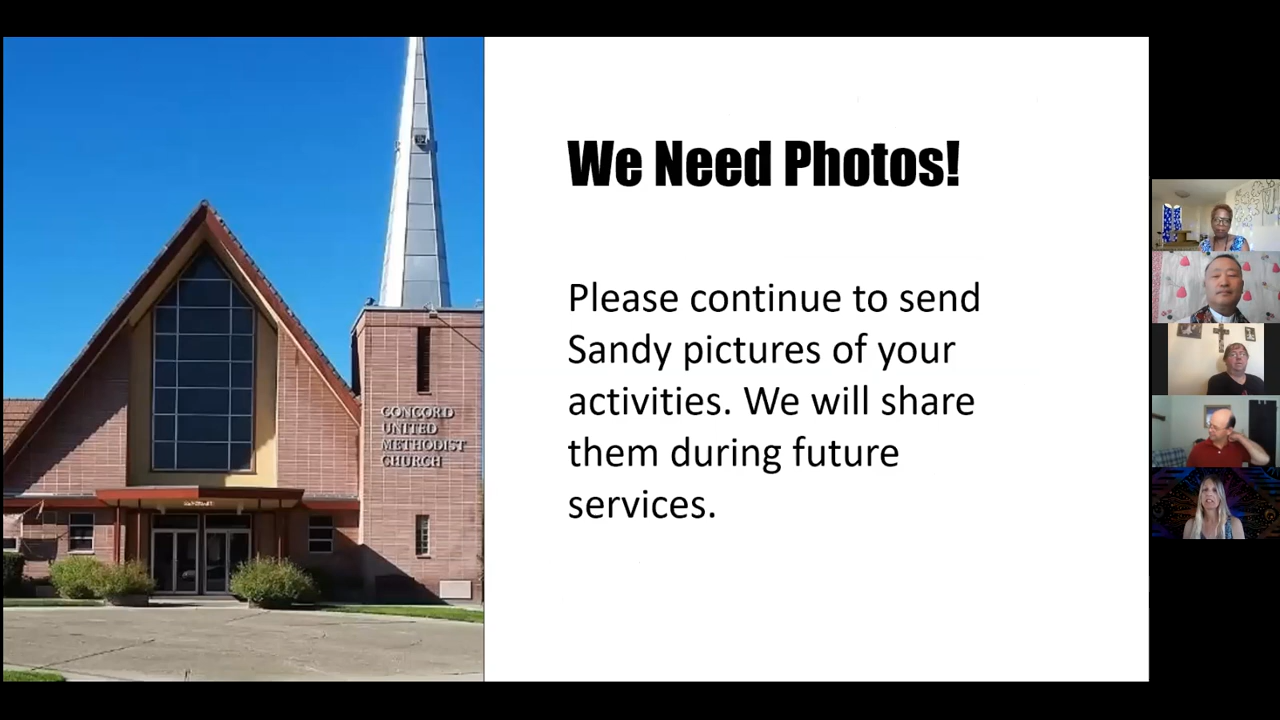 CONCORD
UNITED
METHODIST
CHURCH
We Need Photos!
Please continue to send
Sandy pictures of your
activities. We will share
them during future
services.